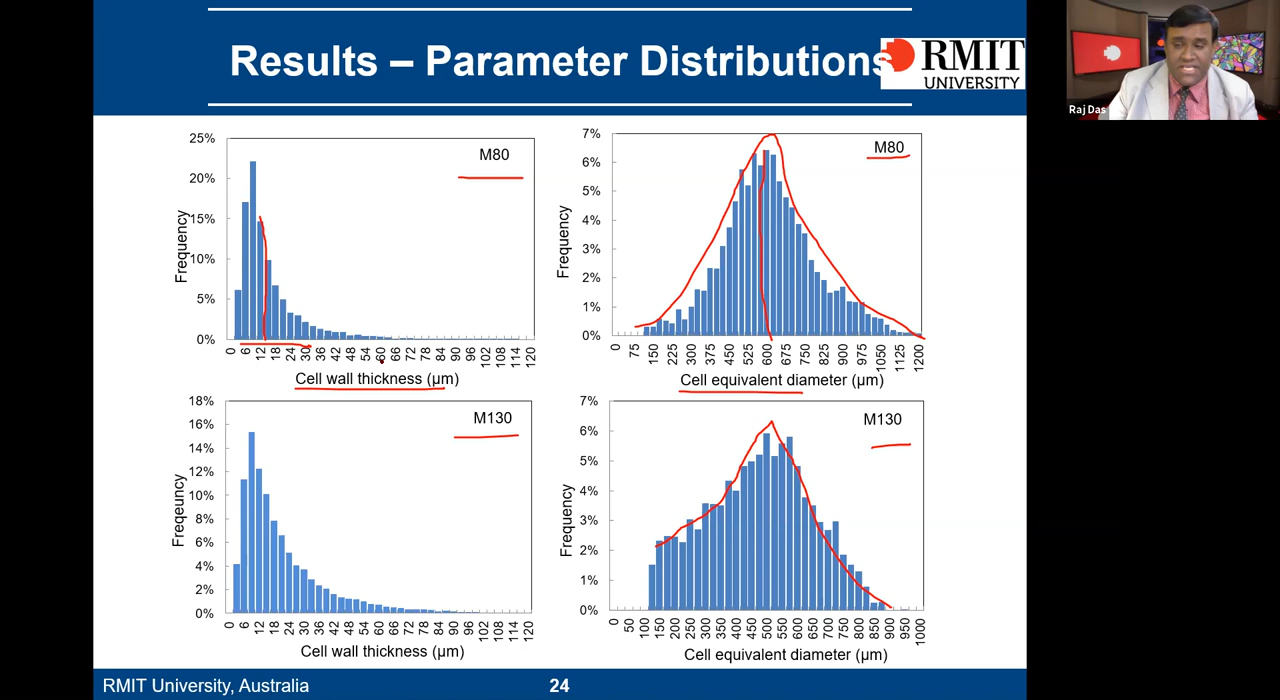 Results – Parameter Distributions
RMIT
UNIVERSITY
Raj Das
M80
25%
20%
15%
10%
5%
0%
Frequency
0 6 12 18 24 30 36 42 48 54 60 66 72 78 84 90 96 102 108 114 120
Cell wall thickness (µm)
M80
7%
6%
5%
4%
3%
2%
1%
0%
Frequency
0 75 150 225 300 375 450 525 600 675 750 825 900 975 1050 1125 1200
Cell equivalent diameter (µm)
M130
18%
16%
14%
12%
10%
8%
6%
4%
2%
0%
Freqeuncy
0 6 12 18 24 30 36 42 48 54 60 66 72 78 84 90 96 102 108 114 120
Cell wall thickness (µm)
M130
7%
6%
5%
4%
3%
2%
1%
0%
Frequency
0 50 100 150 200 250 300 350 400 450 500 550 600 650 700 750 800 850 900 950 1000
Cell equivalent diameter (µm)
RMIT University, Australia
24